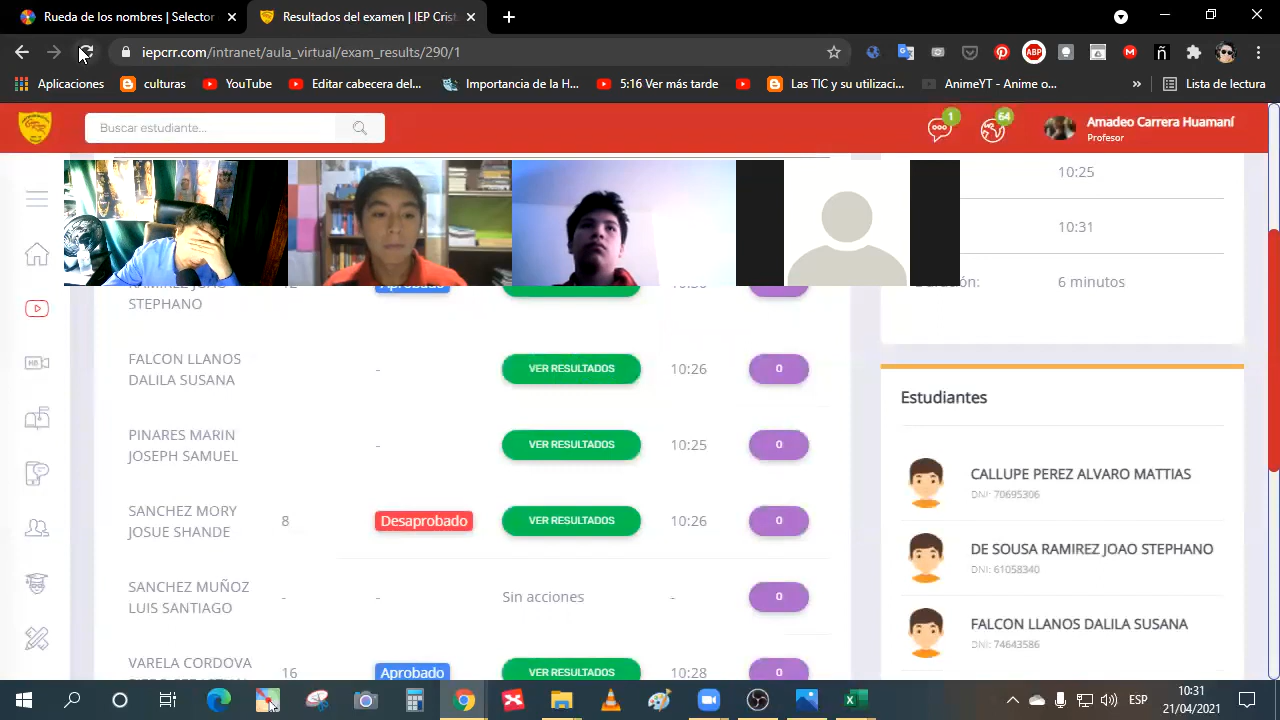 Rueda de los nombres | Selector
Resultados del examen | IEP Crist
iepcrr.com/intranet/aula_virtual/exam_results/290/1
Aplicaciones
culturas
YouTube
Editar cabecera del...
Importancia de la H...
5:16 Ver más tarde
Las TIC y su utilizaci...
AnimeYT - Anime o...
»
Lista de lectura
Buscar estudiante...
1
64
Amadeo Carrera Huamaní
Profesor
10:25
10:31
6 minutos
STEPHANO
FALCON LLANOS
DALILA SUSANA
-
VER RESULTADOS
10:26
0
PINARES MARIN
JOSEPH SAMUEL
-
VER RESULTADOS
10:25
0
SANCHEZ MORY
JOSUE SHANDE
8
Desaprobado
VER RESULTADOS
10:26
0
SANCHEZ MUÑOZ
LUIS SANTIAGO
-
-
Sin acciones
-
0
VARELA CORDOVA
16
Aprobado
VER RESULTADOS
10:28
0
Estudiantes
CALLUPE PEREZ ALVARO MATTIAS
DNI: 70695306
DE SOUSA RAMIREZ JOAO STEPHANO
DNI: 61058340
FALCON LLANOS DALILA SUSANA
DNI: 74643586
ESP
10:31
21/04/2021